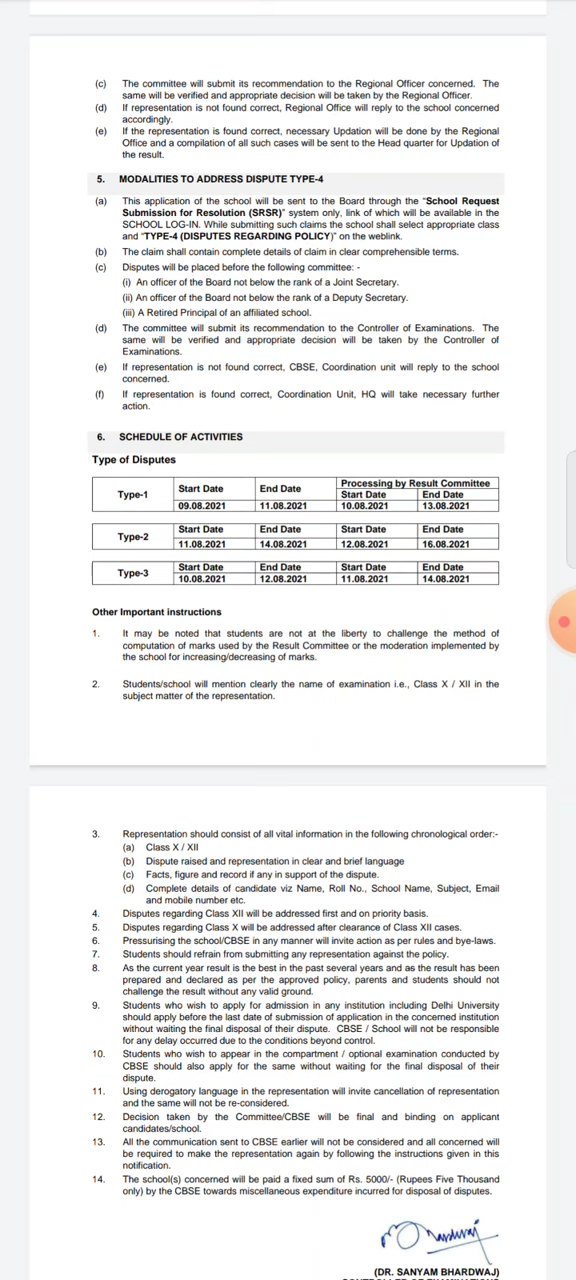 (c) The committee will submit its recommendation to the Regional Officer concerned. The
same will be verified and appropriate decision will be taken by the Regional Officer.
(d) If representation is not found correct, Regional Office will reply to the school concerned
accordingly.
(e) If the representation is found correct, necessary Updation will be done by the Regional
Office and a compilation of all such cases will be sent to the Head quarter for Updation of
the result.
5. MODALITIES TO ADDRESS DISPUTE TYPE-4
(a) This application of the school will be sent to the Board through the "School Request
Submission for Resolution (SRSR)" system only, link of which will be available in the
SCHOOL LOG-IN. While submitting such claims the school shall select appropriate class
and "TYPE-4 (DISPUTES REGARDING POLICY)" on the weblink.
(b) The claim shall contain complete details of claim in clear comprehensible terms.
(c) Disputes will be placed before the following committee: -
(i) An officer of the Board not below the rank of a Joint Secretary.
(ii) An officer of the Board not below the rank of a Deputy Secretary.
(iii) A Retired Principal of an affiliated school.
(d) The committee will submit its recommendation to the Controller of Examinations. The
same will be verified and appropriate decision will be taken by the Controller of
Examinations.
(e) If representation is not found correct, CBSE, Coordination unit will reply to the school
concerned.
(f) If representation is found correct, Coordination Unit, HQ will take necessary further
action.
6. SCHEDULE OF ACTIVITIES
Type of Disputes
Type-1 Start Date End Date Processing by Result Committee
Start Date End Date
09.08.2021 11.08.2021 10.08.2021 13.08.2021
Type-2 Start Date End Date Start Date End Date
11.08.2021 14.08.2021 12.08.2021 16.08.2021
Type-3 Start Date End Date Start Date End Date
10.08.2021 12.08.2021 11.08.2021 14.08.2021
Other Important instructions
1. It may be noted that students are not at the liberty to challenge the method of
computation of marks used by the Result Committee or the moderation implemented by
the school for increasing/decreasing of marks.
2. Students/school will mention clearly the name of examination i.e., Class X / XII in the
subject matter of the representation.
3. Representation should consist of all vital information in the following chronological order:-
(a) Class X / XII
(b) Dispute raised and representation in clear and brief language
(c) Facts, figure and record if any in support of the dispute.
(d) Complete details of candidate viz Name, Roll No., School Name, Subject, Email
and mobile number etc.
4. Disputes regarding Class XII will be addressed first and on priority basis.
5. Disputes regarding Class X will be addressed after clearance of Class XII cases.
6. Pressurising the school/CBSE in any manner will invite action as per rules and bye-laws.
7. Students should refrain from submitting any representation against the policy.
8. As the current year result is the best in the past several years and as the result has been
prepared and declared as per the approved policy, parents and students should not
challenge the result without any valid ground.
9. Students who wish to apply for admission in any institution including Delhi University
should apply before the last date of submission of application in the concerned institution
without waiting the final disposal of their dispute. CBSE / School will not be responsible
for any delay occurred due to the conditions beyond control.
10. Students who wish to appear in the compartment / optional examination conducted by
CBSE should also apply for the same without waiting for the final disposal of their
dispute.
11. Using derogatory language in the representation will invite cancellation of representation
and the same will not be re-considered.
12. Decision taken by the Committee/CBSE will be final and binding on applicant
candidates/school.
13. All the communication sent to CBSE earlier will not be considered and all concerned will
be required to make the representation again by following the instructions given in this
notification.
14. The school(s) concerned will be paid a fixed sum of Rs. 5000/- (Rupees Five Thousand
only) by the CBSE towards miscellaneous expenditure incurred for disposal of disputes.
(DR. SANYAM BHARDWAJ)